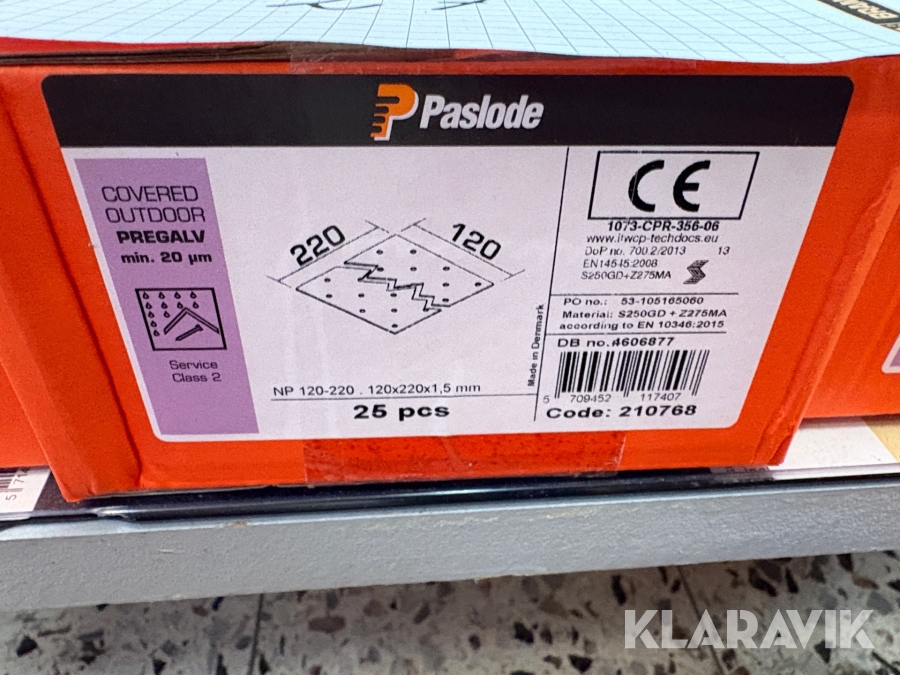 Paslode
COVERED
OUTDOOR
PREGALV
min. 20 µm
Service
Class 2
220
120
NP 120-220 . 120x220x1,5 mm
25 pcs
Made in Denmark
CE
1073-CPR-356-06
www.itwcp-techdocs.eu
DoP no. 700.2/2013 13
EN14545:2008
S250GD+Z275MA
PO no.: 53-105165060
Material: S250GD + Z275MA
according to EN 10346:2015
DB no.4606877
5 709452 117407
Code: 210768
KLARAVIK